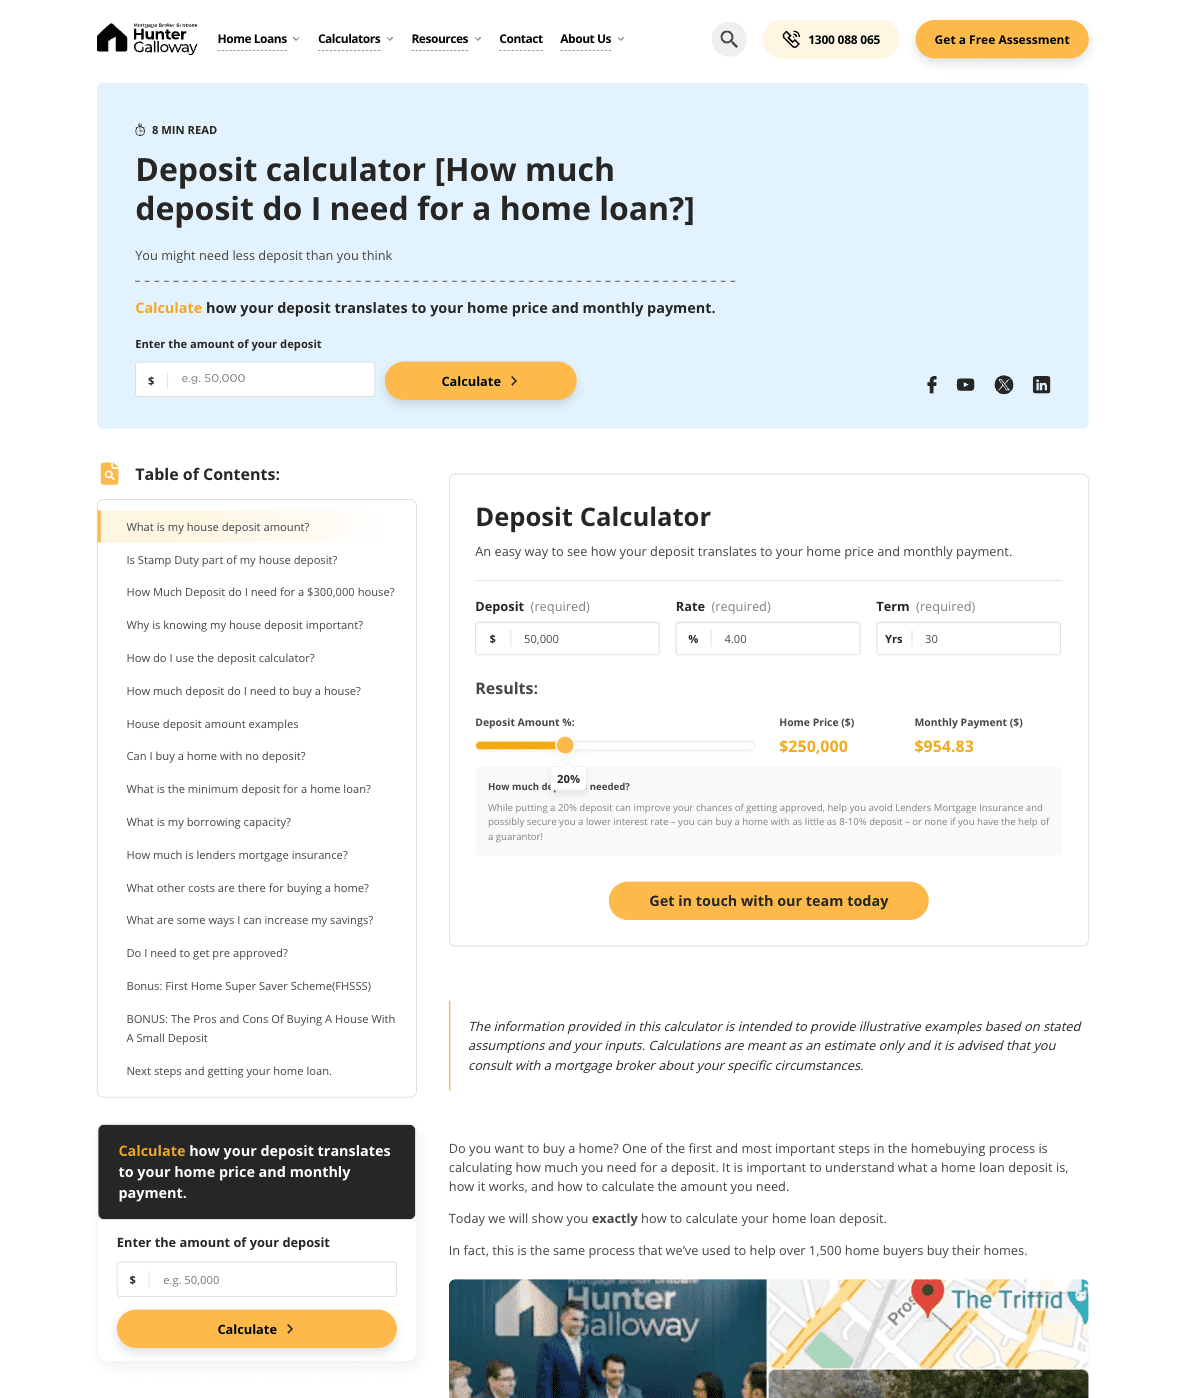 Mortgage Broker Brisbane
Hunter
Galloway
Home Loans
Calculators
Resources
Contact
About Us
1300 088 065
Get a Free Assessment
8 MIN READ
Deposit calculator [How much
deposit do I need for a home loan?]
You might need less deposit than you think
Calculate how your deposit translates to your home price and monthly payment.
Enter the amount of your deposit
$ e.g. 50,000
Calculate
Table of Contents:
What is my house deposit amount?
Is Stamp Duty part of my house deposit?
How Much Deposit do I need for a $300,000 house?
Why is knowing my house deposit important?
How do I use the deposit calculator?
How much deposit do I need to buy a house?
House deposit amount examples
Can I buy a home with no deposit?
What is the minimum deposit for a home loan?
What is my borrowing capacity?
How much is lenders mortgage insurance?
What other costs are there for buying a home?
What are some ways I can increase my savings?
Do I need to get pre approved?
Bonus: First Home Super Saver Scheme(FHSSS)
BONUS: The Pros and Cons Of Buying A House With
A Small Deposit
Next steps and getting your home loan.
Calculate how your deposit translates
to your home price and monthly
payment.
Enter the amount of your deposit
$ e.g. 50,000
Calculate
Deposit Calculator
An easy way to see how your deposit translates to your home price and monthly payment.
Deposit (required) Rate (required) Term (required)
$ 50,000 % 4.00 Yrs 30
Results:
Deposit Amount %: Home Price ($) Monthly Payment ($)
$250,000 $954.83
20%
How much needed?
While putting a 20% deposit can improve your chances of getting approved, help you avoid Lenders Mortgage Insurance and
possibly secure you a lower interest rate – you can buy a home with as little as 8-10% deposit – or none if you have the help of
a guarantor!
Get in touch with our team today
The information provided in this calculator is intended to provide illustrative examples based on stated
assumptions and your inputs. Calculations are meant as an estimate only and it is advised that you
consult with a mortgage broker about your specific circumstances.
Do you want to buy a home? One of the first and most important steps in the homebuying process is
calculating how much you need for a deposit. It is important to understand what a home loan deposit is,
how it works, and how to calculate the amount you need.
Today we will show you exactly how to calculate your home loan deposit.
In fact, this is the same process that we've used to help over 1,500 home buyers buy their homes.
Hunter
Galloway
The Triffid